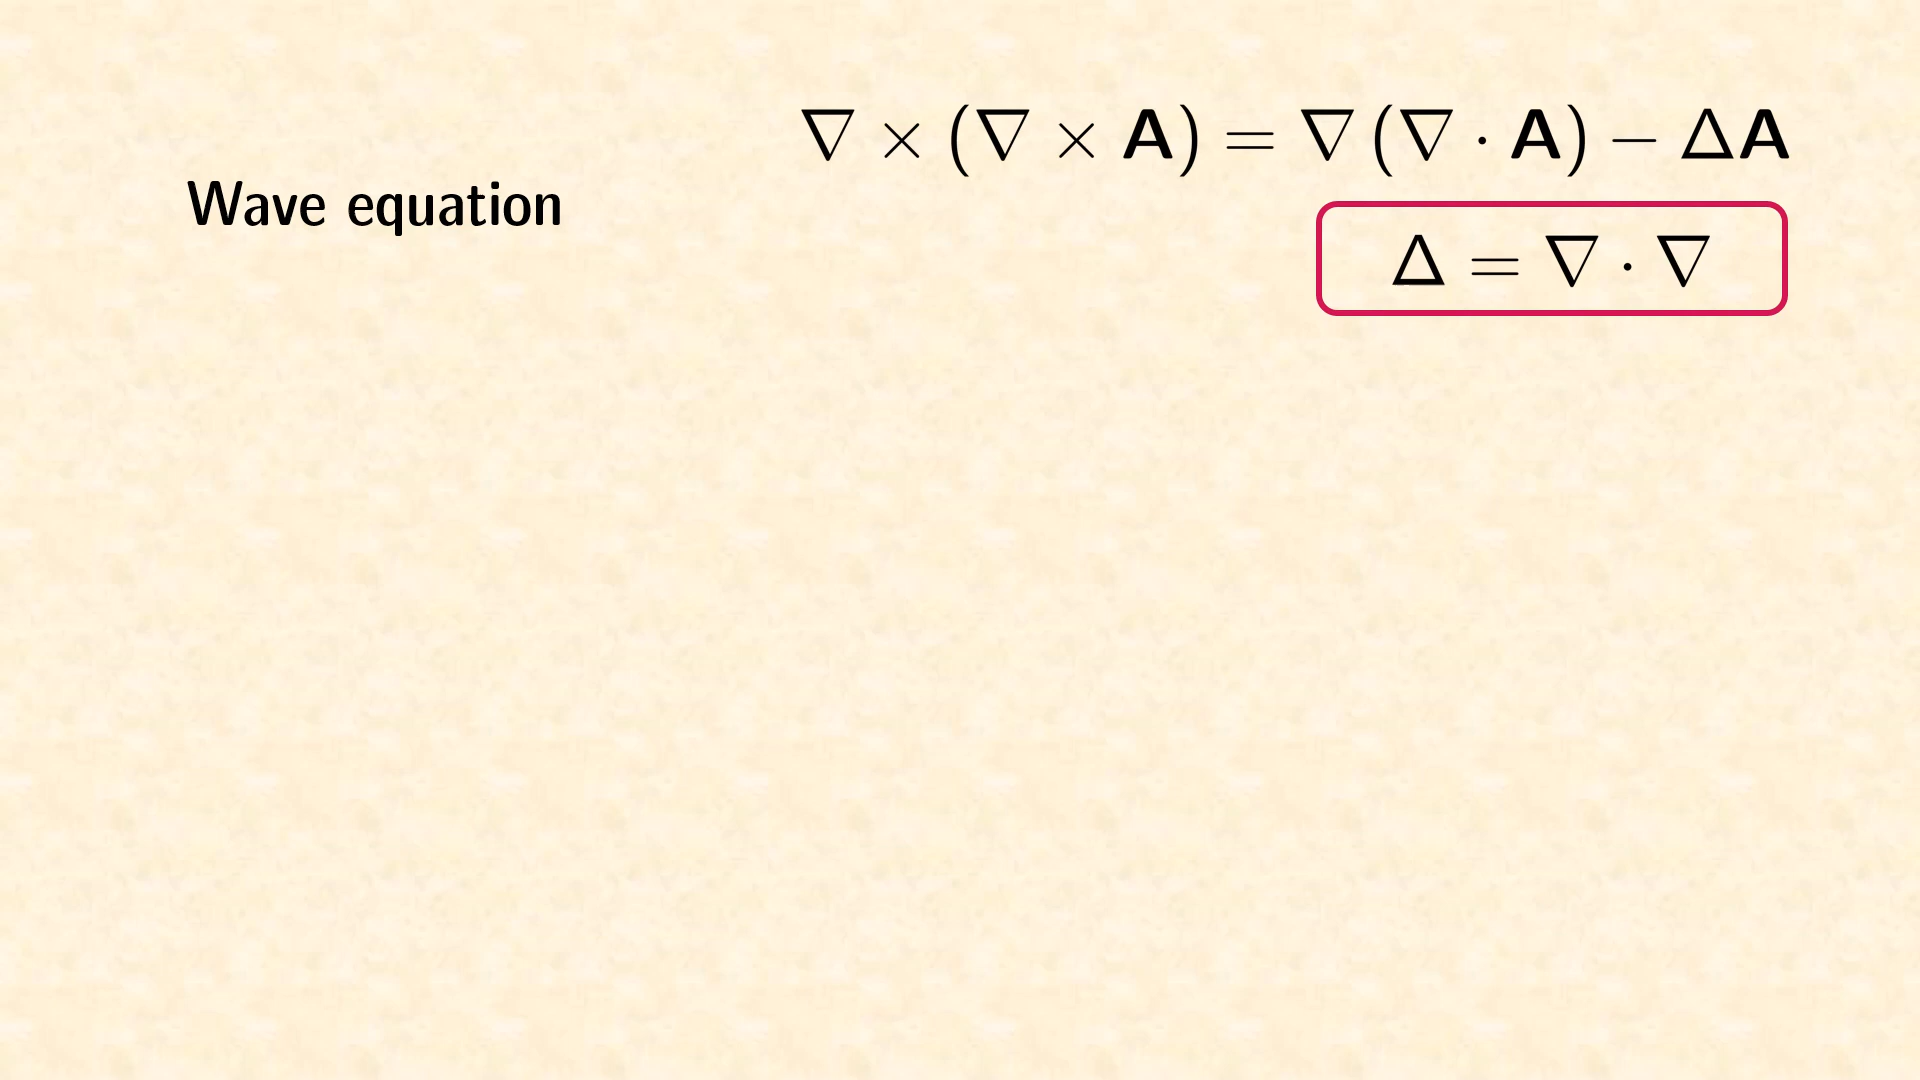 ∇ × (∇ × A) = ∇ (∇ · A) − ΔA
Wave equation
Δ = ∇ · ∇